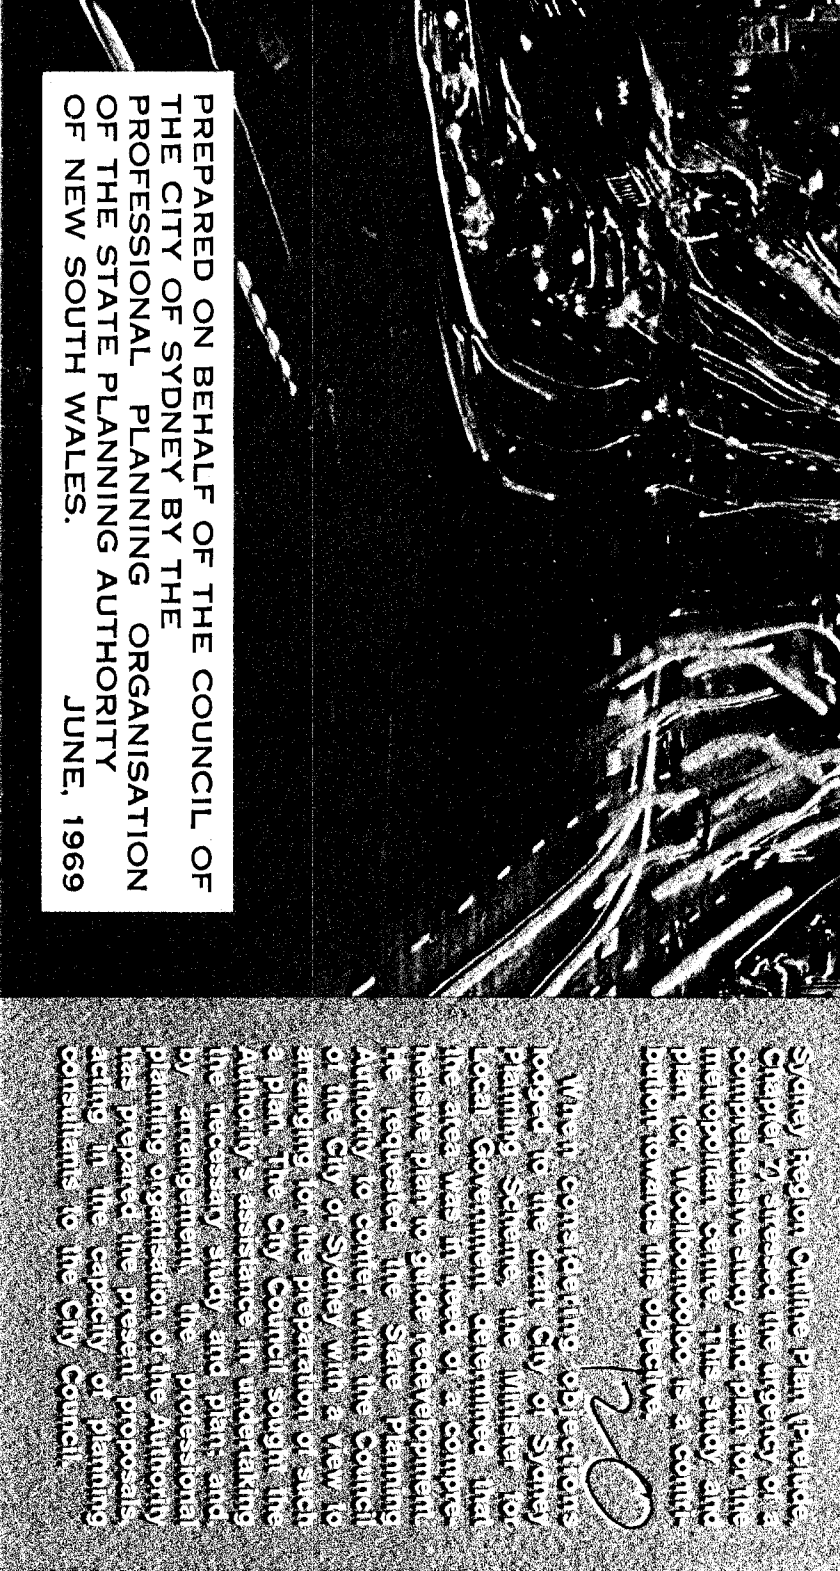 PREPARED ON BEHALF OF THE COUNCIL OF
THE CITY OF SYDNEY BY THE
PROFESSIONAL PLANNING ORGANISATION
OF THE STATE PLANNING AUTHORITY
OF NEW SOUTH WALES. JUNE, 1969
Sydney Region Outline Plan (Prelude
Chapter 7) stressed the urgency of a
comprehensive study and plan for the
metropolitan centre. This study and
plan for Woolloomooloo is a contri-
bution towards this objective.
When considering objections
lodged to the draft City of Sydney
Planning Scheme, the Minister for
Local Government determined that
the area was in need of a compre-
hensive plan to guide redevelopment
He requested the State Planning
Authority to confer with the Council
of the City of Sydney with a view to
arranging for the preparation of such
a plan. The City Council sought the
Authority's assistance in undertaking
the necessary study and plan, and
by arrangement, the professional
planning organisation of the Authority
has prepared the present proposals
acting in the capacity of planning
consultants to the City Council.